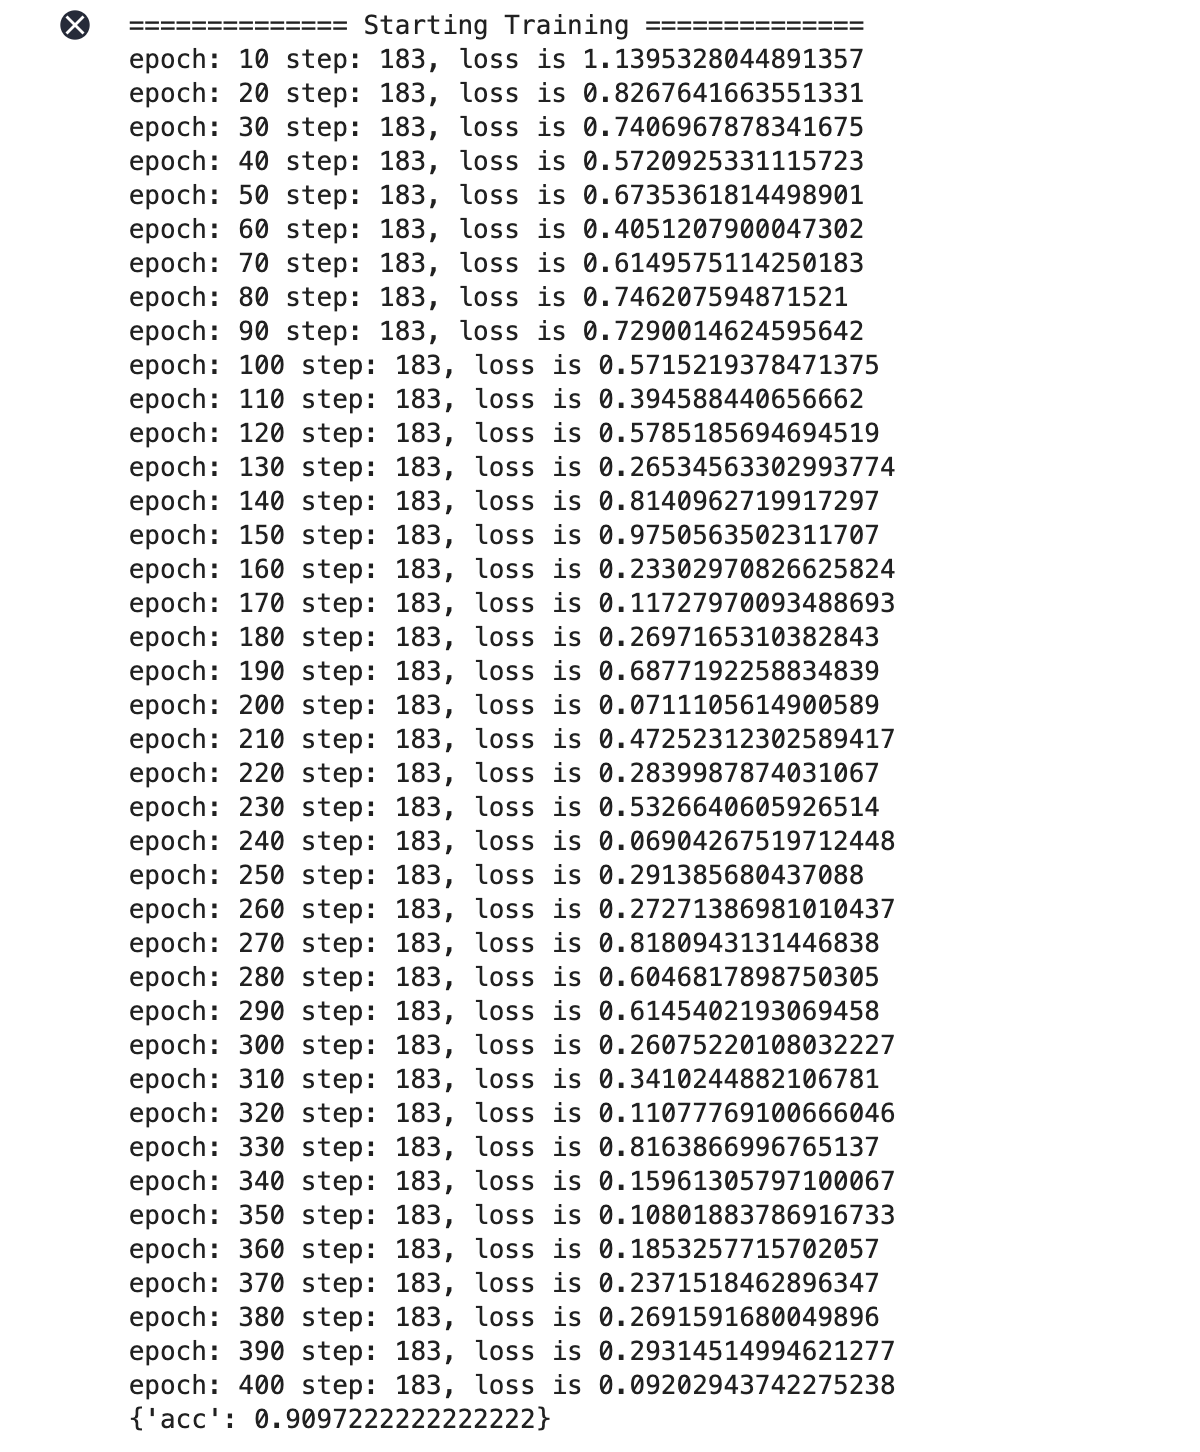 ============== Starting Training ==============
epoch: 10 step: 183, loss is 1.1395328044891357
epoch: 20 step: 183, loss is 0.8267641663551331
epoch: 30 step: 183, loss is 0.7406967878341675
epoch: 40 step: 183, loss is 0.5720925331115723
epoch: 50 step: 183, loss is 0.6735361814498901
epoch: 60 step: 183, loss is 0.4051207900047302
epoch: 70 step: 183, loss is 0.6149575114250183
epoch: 80 step: 183, loss is 0.746207594871521
epoch: 90 step: 183, loss is 0.7290014624595642
epoch: 100 step: 183, loss is 0.5715219378471375
epoch: 110 step: 183, loss is 0.394588440656662
epoch: 120 step: 183, loss is 0.5785185694694519
epoch: 130 step: 183, loss is 0.26534563302993774
epoch: 140 step: 183, loss is 0.8140962719917297
epoch: 150 step: 183, loss is 0.9750563502311707
epoch: 160 step: 183, loss is 0.23302970826625824
epoch: 170 step: 183, loss is 0.11727970093488693
epoch: 180 step: 183, loss is 0.2697165310382843
epoch: 190 step: 183, loss is 0.6877192258834839
epoch: 200 step: 183, loss is 0.0711105614900589
epoch: 210 step: 183, loss is 0.47252312302589417
epoch: 220 step: 183, loss is 0.2839987874031067
epoch: 230 step: 183, loss is 0.5326640605926514
epoch: 240 step: 183, loss is 0.06904267519712448
epoch: 250 step: 183, loss is 0.291385680437088
epoch: 260 step: 183, loss is 0.27271386981010437
epoch: 270 step: 183, loss is 0.8180943131446838
epoch: 280 step: 183, loss is 0.6046817898750305
epoch: 290 step: 183, loss is 0.6145402193069458
epoch: 300 step: 183, loss is 0.26075220108032227
epoch: 310 step: 183, loss is 0.3410244882106781
epoch: 320 step: 183, loss is 0.11077769100666046
epoch: 330 step: 183, loss is 0.8163866996765137
epoch: 340 step: 183, loss is 0.15961305797100067
epoch: 350 step: 183, loss is 0.10801883786916733
epoch: 360 step: 183, loss is 0.1853257715702057
epoch: 370 step: 183, loss is 0.2371518462896347
epoch: 380 step: 183, loss is 0.2691591680049896
epoch: 390 step: 183, loss is 0.29314514994621277
epoch: 400 step: 183, loss is 0.09202943742275238
{'acc': 0.9097222222222222}